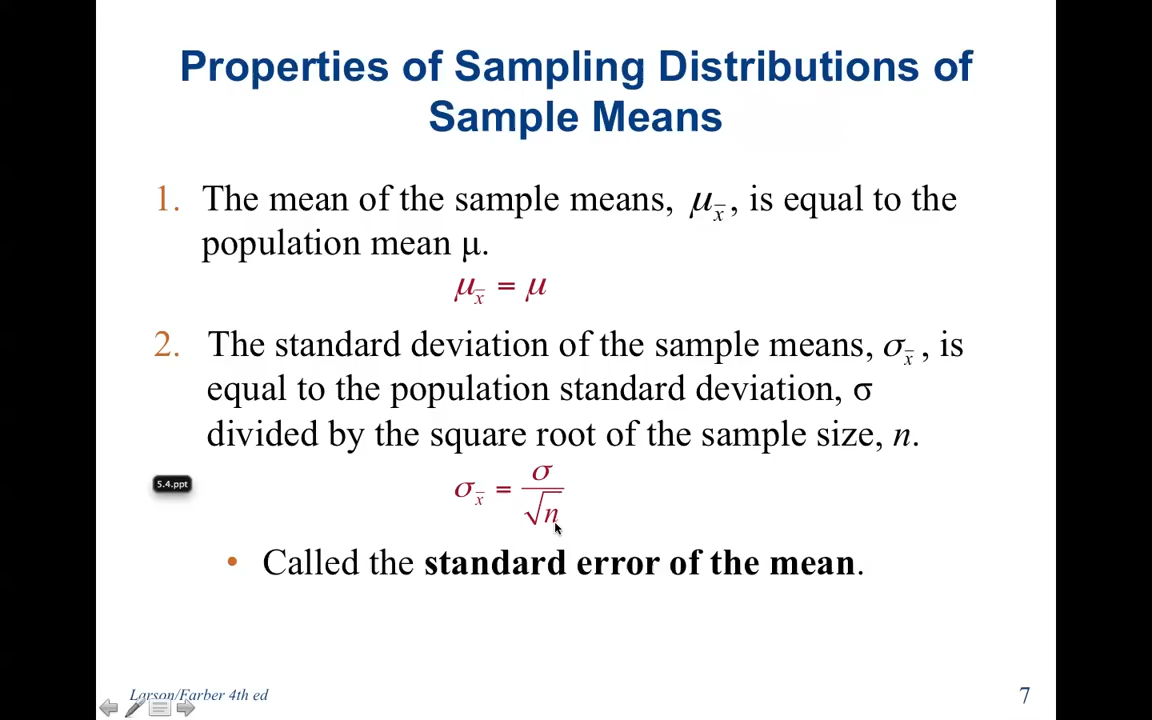 Properties of Sampling Distributions of
Sample Means
1. The mean of the sample means, μx̄, is equal to the
population mean μ.
μx̄ = μ
2. The standard deviation of the sample means, σx̄, is
equal to the population standard deviation, σ
divided by the square root of the sample size, n.
5.4.ppt
σx̄ = σ/√n
• Called the standard error of the mean.
Larson/Farber 4th ed
7